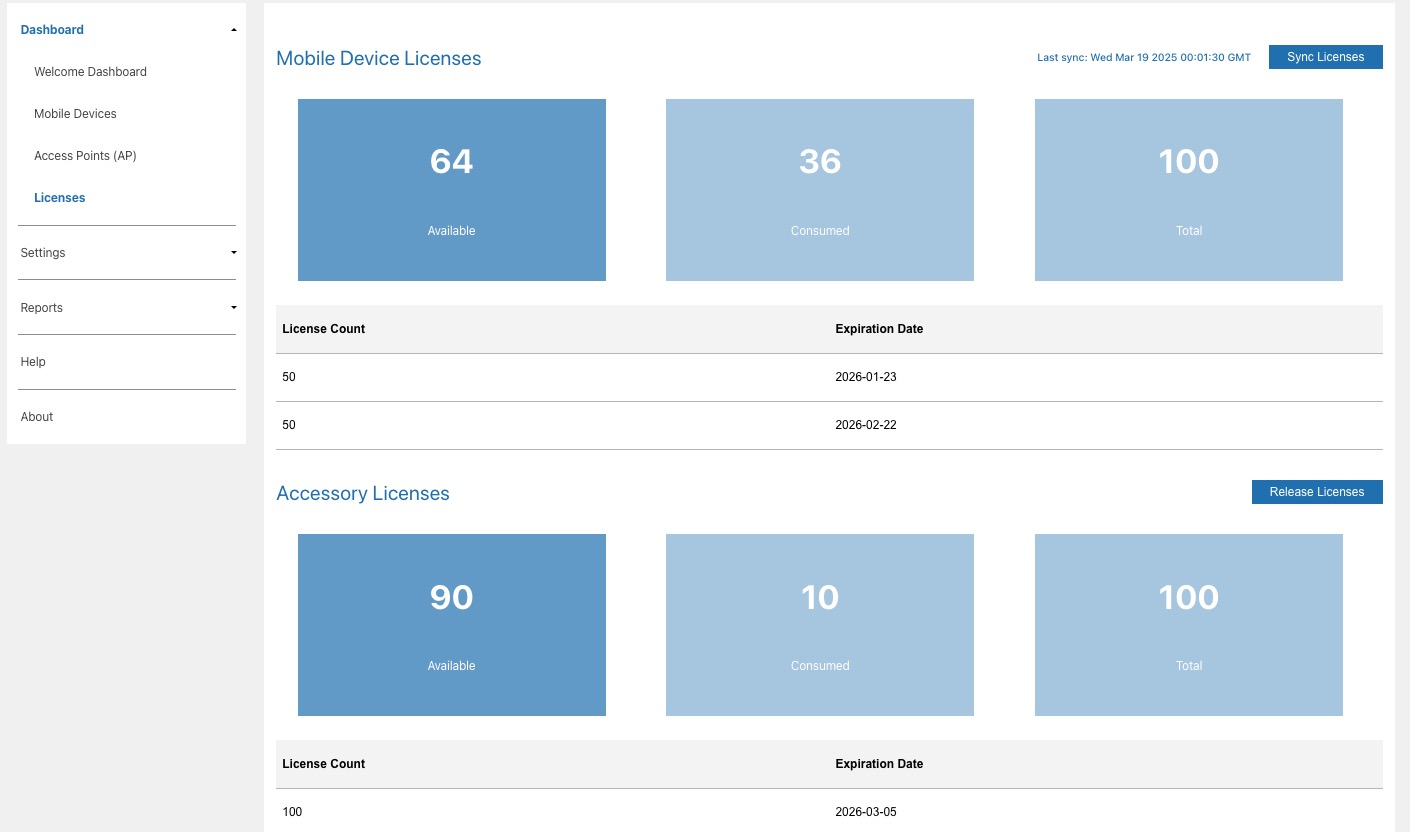 Dashboard
Welcome Dashboard
Mobile Devices
Access Points (AP)
Licenses
Settings
Reports
Help
About
Mobile Device Licenses
Last sync: Wed Mar 19 2025 00:01:30 GMT
Sync Licenses
64 36 100
Available Consumed Total
License Count Expiration Date
50 2026-01-23
50 2026-02-22
Accessory Licenses
Release Licenses
90 10 100
Available Consumed Total
License Count Expiration Date
100 2026-03-05